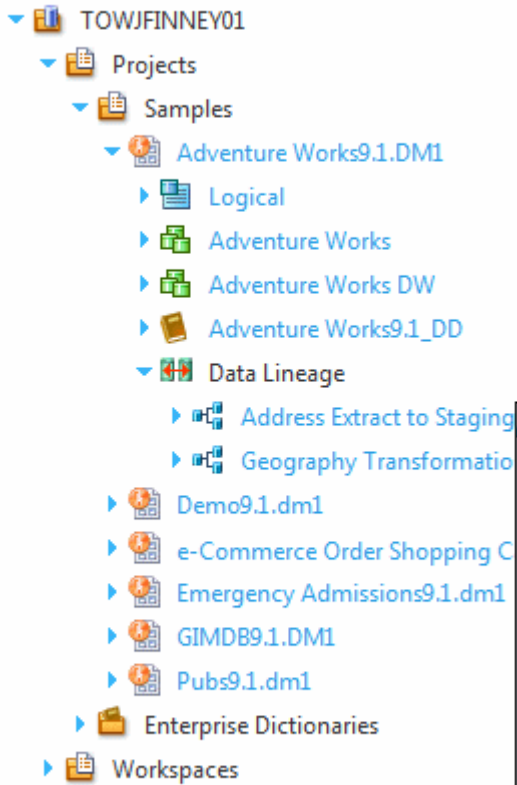 TOWJFINNEY01
Projects
Samples
Adventure Works9.1.DM1
Logical
Adventure Works
Adventure Works DW
Adventure Works9.1_DD
Data Lineage
Address Extract to Staging
Geography Transformatio
Demo9.1.dm1
e-Commerce Order Shopping C
Emergency Admissions9.1.dm1
GIMDB9.1.DM1
Pubs9.1.dm1
Enterprise Dictionaries
Workspaces